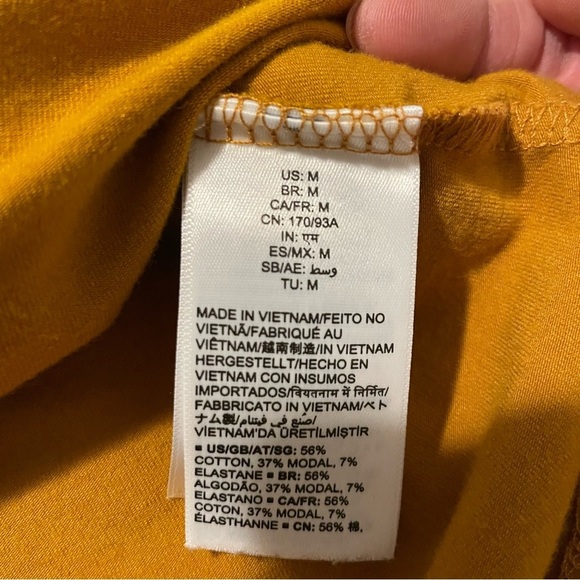 US: M
BR: M
CA/FR: M
CN: 170/93A
IN: एम
ES/MX: M
SB/AE: وسط
TU: M
MADE IN VIETNAM/FEITO NO
VIETNÃ/FABRIQUÉ AU
VIÊTNAM/越南制造/IN VIETNAM
HERGESTELLT/HECHO EN
VIETNAM CON INSUMOS
IMPORTADOS/वियतनाम में निर्मित/
FABBRICATO IN VIETNAM/ベト
ナム製/صنع في فيتنام/
VİETNAM'DA ÜRETİLMİŞTİR
= US/GB/AT/SG: 56%
COTTON, 37% MODAL, 7%
ELASTANE = BR: 56%
ALGODÃO, 37% MODAL, 7%
ELASTANO = CA/FR: 56%
COTON, 37% MODAL, 7%
ÉLASTHANNE = CN: 56% 棉,